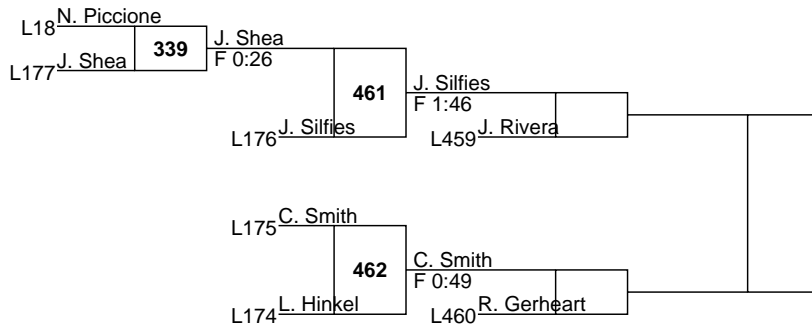 L18 N. Piccione
339
J. Shea
F 0:26
L177 J. Shea
461
J. Silfies
F 1:46
L176 J. Silfies
L459 J. Rivera
L175 C. Smith
462
C. Smith
F 0:49
L174 L. Hinkel
L460 R. Gerheart